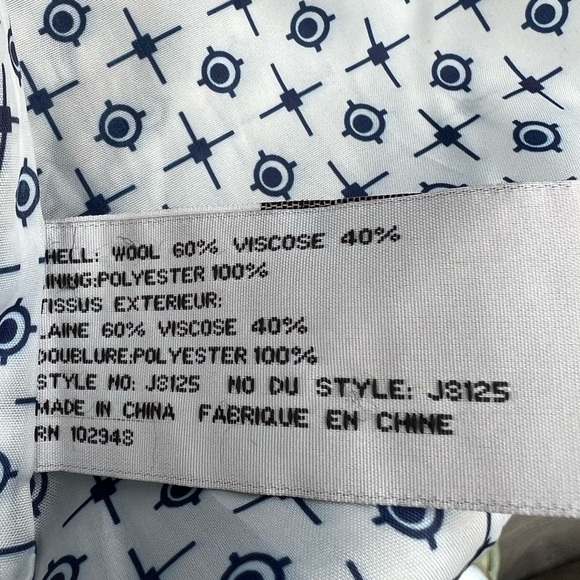 HELL: WOOL 60% VISCOSE 40%
INING:POLYESTER 100%
TISSUS EXTERIEUR:
LAINE 60% VISCOSE 40%
DOUBLURE:POLYESTER 100%
STYLE NO: J8125 NO DU STYLE: J8125
MADE IN CHINA FABRIQUE EN CHINE
RN 102948